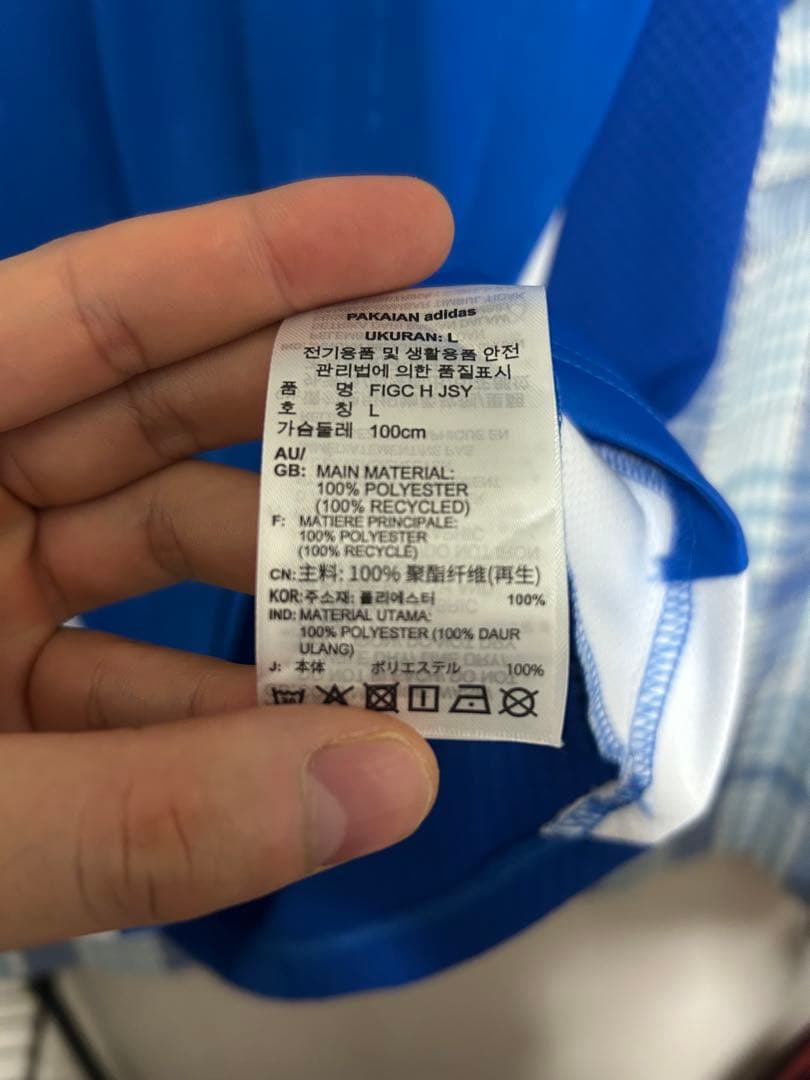 PAKAIAN adidas
UKURAN: L
전기용품 및 생활용품 안전
관리법에 의한 품질표시
품 명 FIGC H JSY
호 칭 L
가슴둘레 100cm
AU/
GB: MAIN MATERIAL:
100% POLYESTER
(100% RECYCLED)
F: MATIERE PRINCIPALE:
100% POLYESTER
(100% RECYCLÉ)
CN: 主料: 100% 聚酯纤维(再生)
KOR: 주소재: 폴리에스터 100%
IND: MATERIAL UTAMA:
100% POLYESTER (100% DAUR
ULANG)
J: 本体 ポリエステル 100%